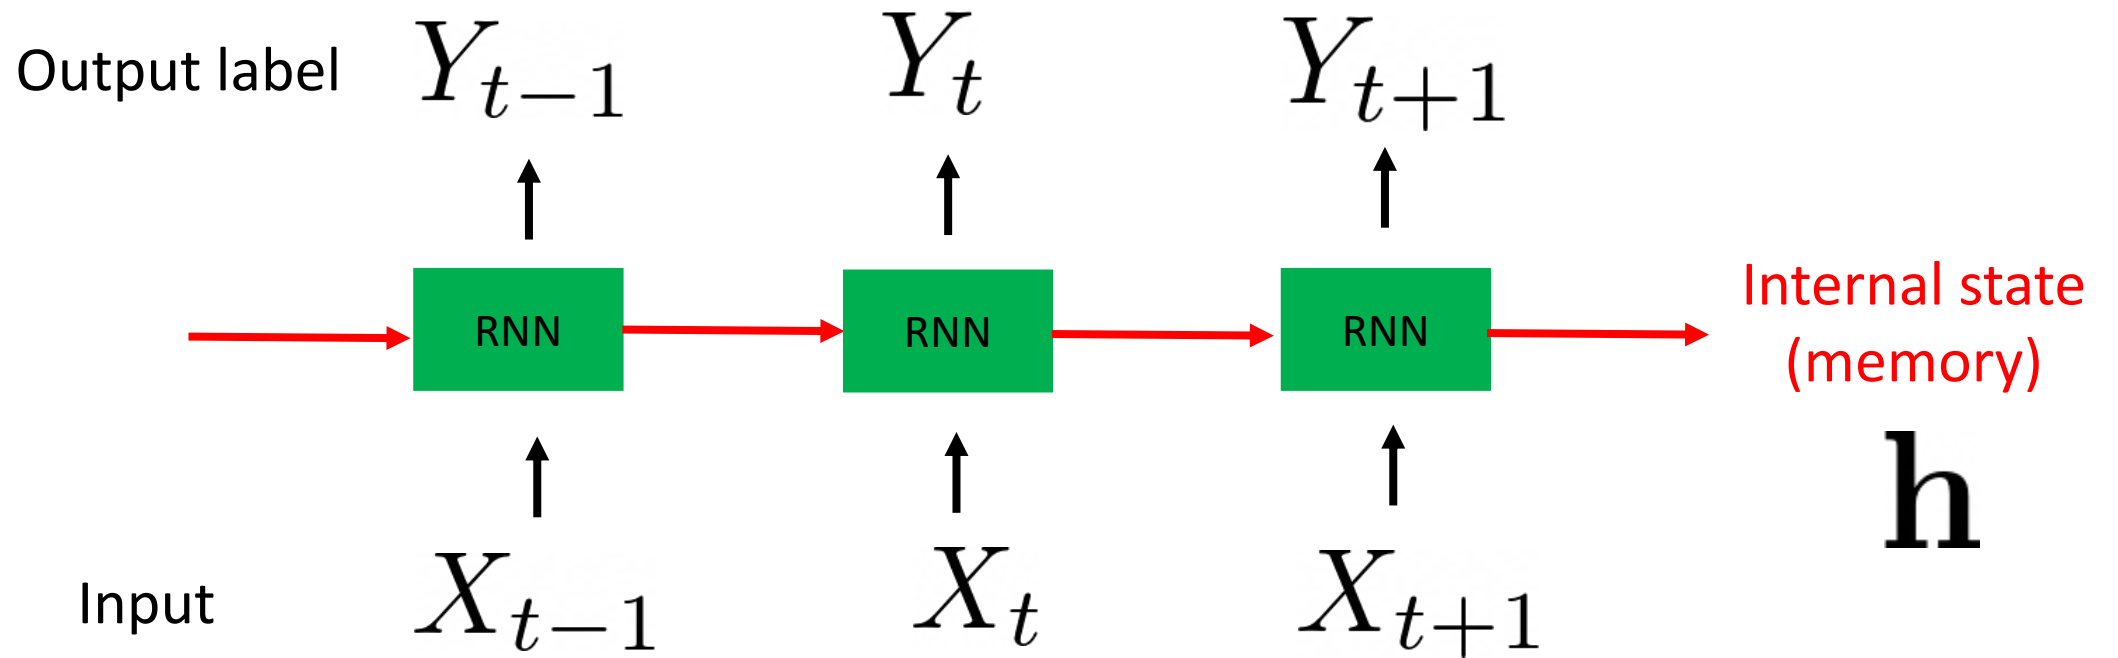 Output label Y_{t-1} Y_t Y_{t+1}
RNN RNN RNN
Internal state
(memory)
h
Input X_{t-1} X_t X_{t+1}